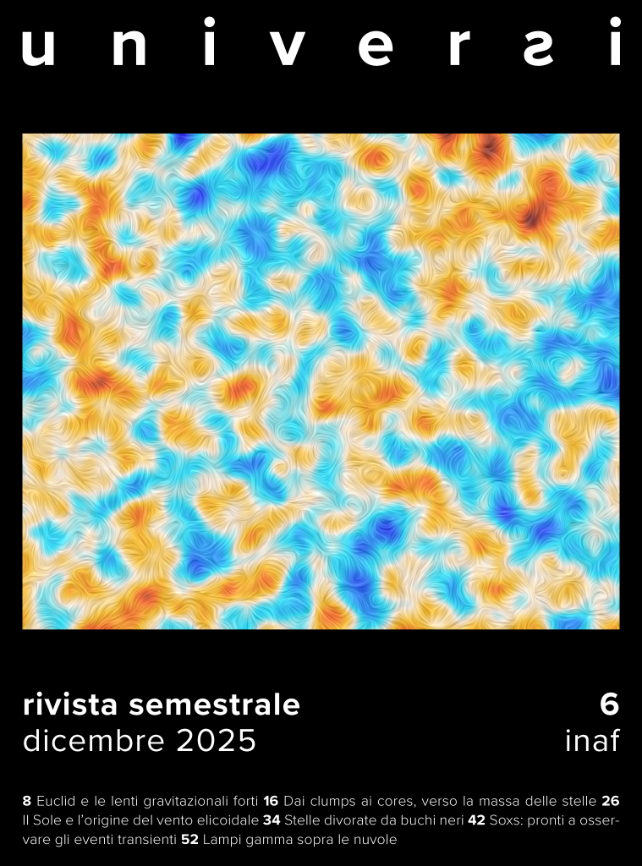 universi
rivista semestrale 6
dicembre 2025 inaf
8 Euclid e le lenti gravitazionali forti 16 Dai clumps ai cores, verso la massa delle stelle 26
Il Sole e l'origine del vento elicoidale 34 Stelle divorate da buchi neri 42 Soxs: pronti a osser-
vare gli eventi transienti 52 Lampi gamma sopra le nuvole